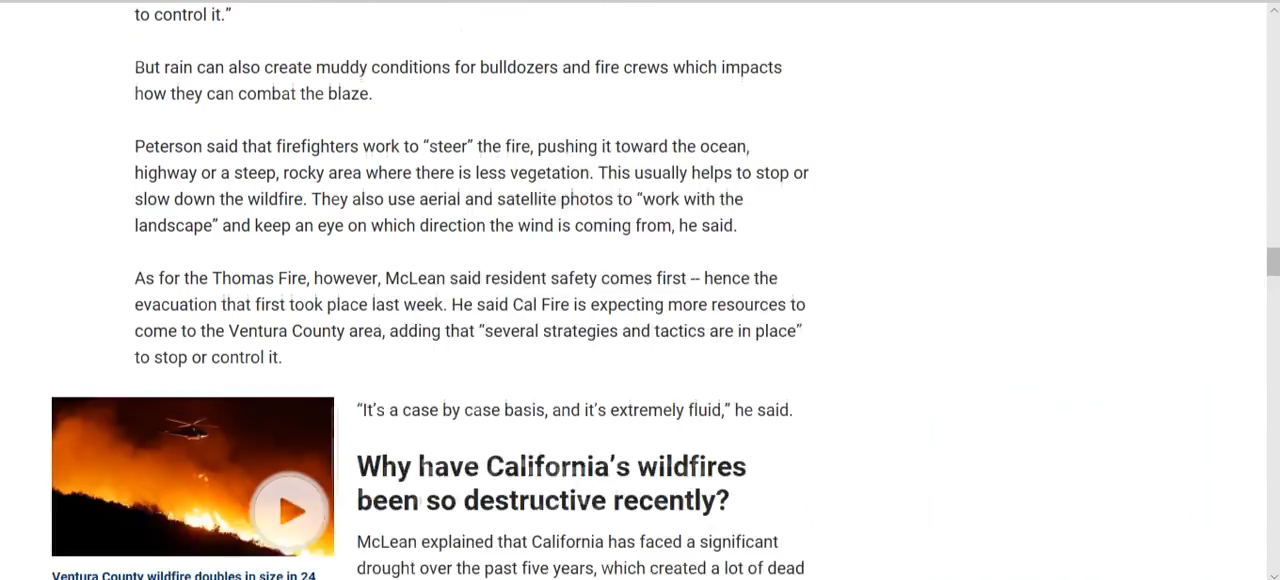 to control it.”
But rain can also create muddy conditions for bulldozers and fire crews which impacts
how they can combat the blaze.
Peterson said that firefighters work to “steer” the fire, pushing it toward the ocean,
highway or a steep, rocky area where there is less vegetation. This usually helps to stop or
slow down the wildfire. They also use aerial and satellite photos to “work with the
landscape” and keep an eye on which direction the wind is coming from, he said.
As for the Thomas Fire, however, McLean said resident safety comes first -- hence the
evacuation that first took place last week. He said Cal Fire is expecting more resources to
come to the Ventura County area, adding that “several strategies and tactics are in place”
to stop or control it.
“It’s a case by case basis, and it’s extremely fluid,” he said.
Why have California’s wildfires
been so destructive recently?
McLean explained that California has faced a significant
drought over the past five years, which created a lot of dead
Ventura County wildfire doubles in size in 24